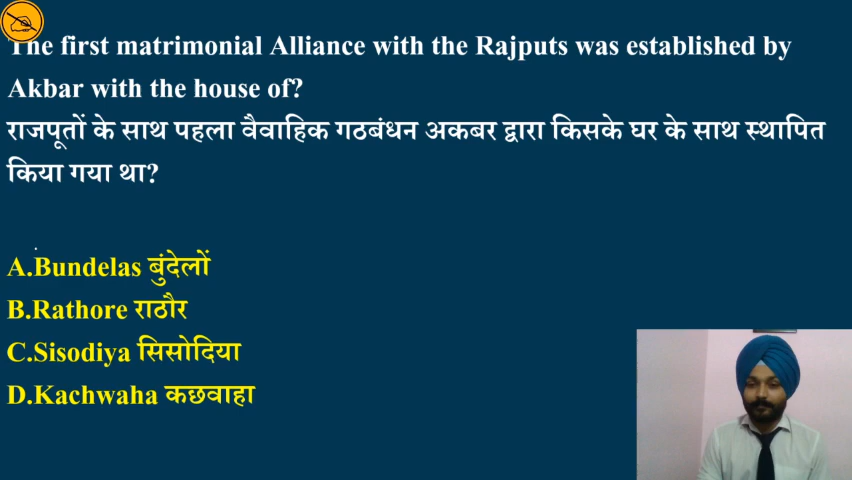 The first matrimonial Alliance with the Rajputs was established by
Akbar with the house of?
राजपूतों के साथ पहला वैवाहिक गठबंधन अकबर द्वारा किसके घर के साथ स्थापित
किया गया था?
A.Bundelas बुंदेलों
B.Rathore राठौर
C.Sisodiya सिसोदिया
D.Kachwaha कछवाहा